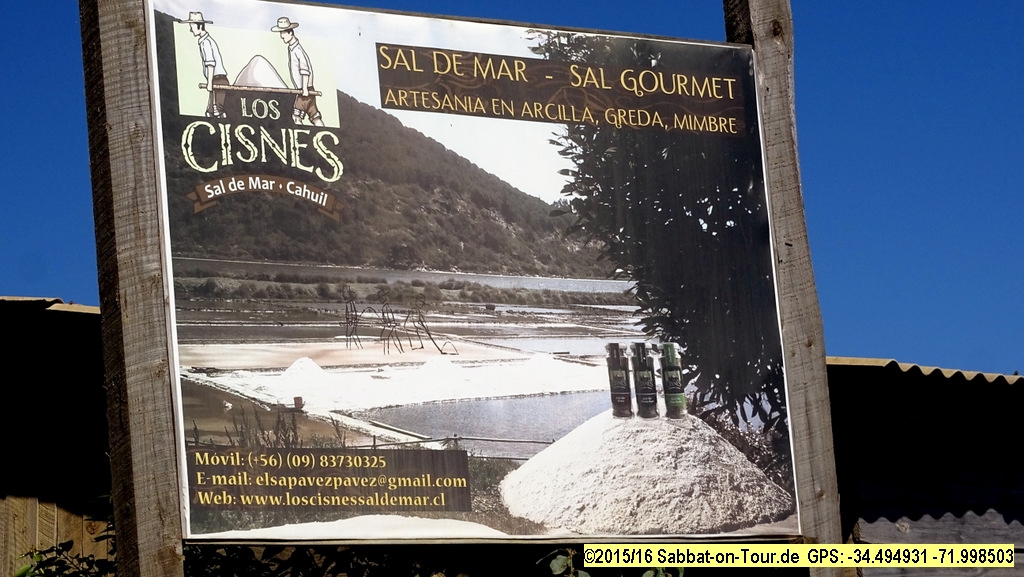 LOS
CISNES
Sal de Mar • Cahuil
SAL DE MAR - SAL GOURMET
ARTESANIA EN ARCILLA, GREDA, MIMBRE
Móvil: (+56) (09) 83730325
E-mail: elsapavezpavez@gmail.com
Web: www.loscisnessaldemar.cl
©2015/16 Sabbat-on-Tour.de GPS: -34.494931 -71.998503